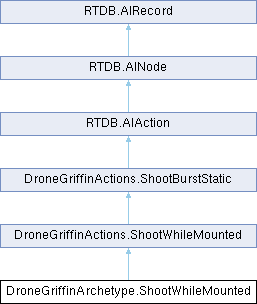 RTDB.AIRecord
RTDB.AINode
RTDB.AIAction
DroneGriffinActions.ShootBurstStatic
DroneGriffinActions.ShootWhileMounted
DroneGriffinArchetype.ShootWhileMounted